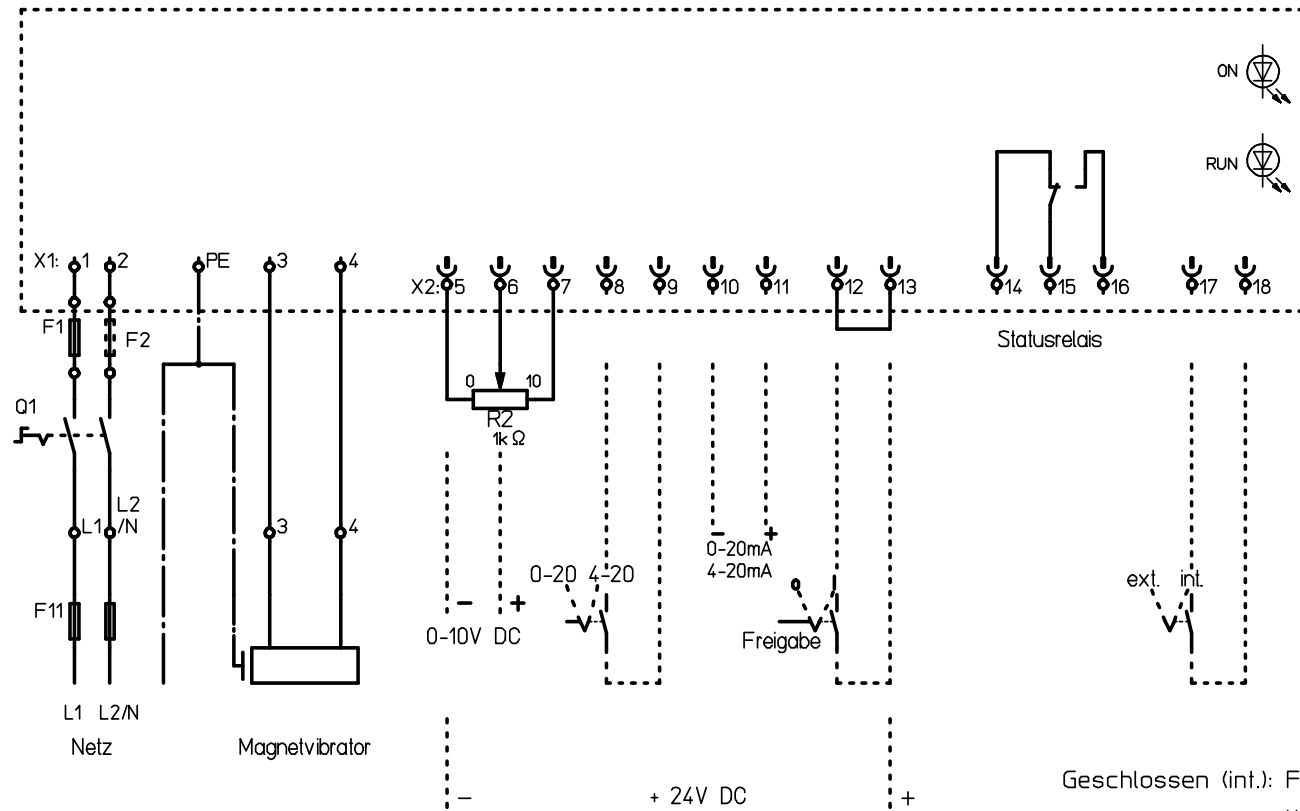 ON
RUN
X1: 1 2 PE 3 4
X2: 5 6 7 8 9 10 11 12 13 14 15 16 17 18
F1
F2
Statusrelais
0 10
R2
1k Ω
Q1
L1 L2
/N
3 4
- +
0-20mA
4-20mA
0-20 4-20
0 I
ext. int.
F11
- +
0-10V DC
Freigabe
L1 L2/N
Netz
Magnetvibrator
Geschlossen (int.): F
- + 24V DC +